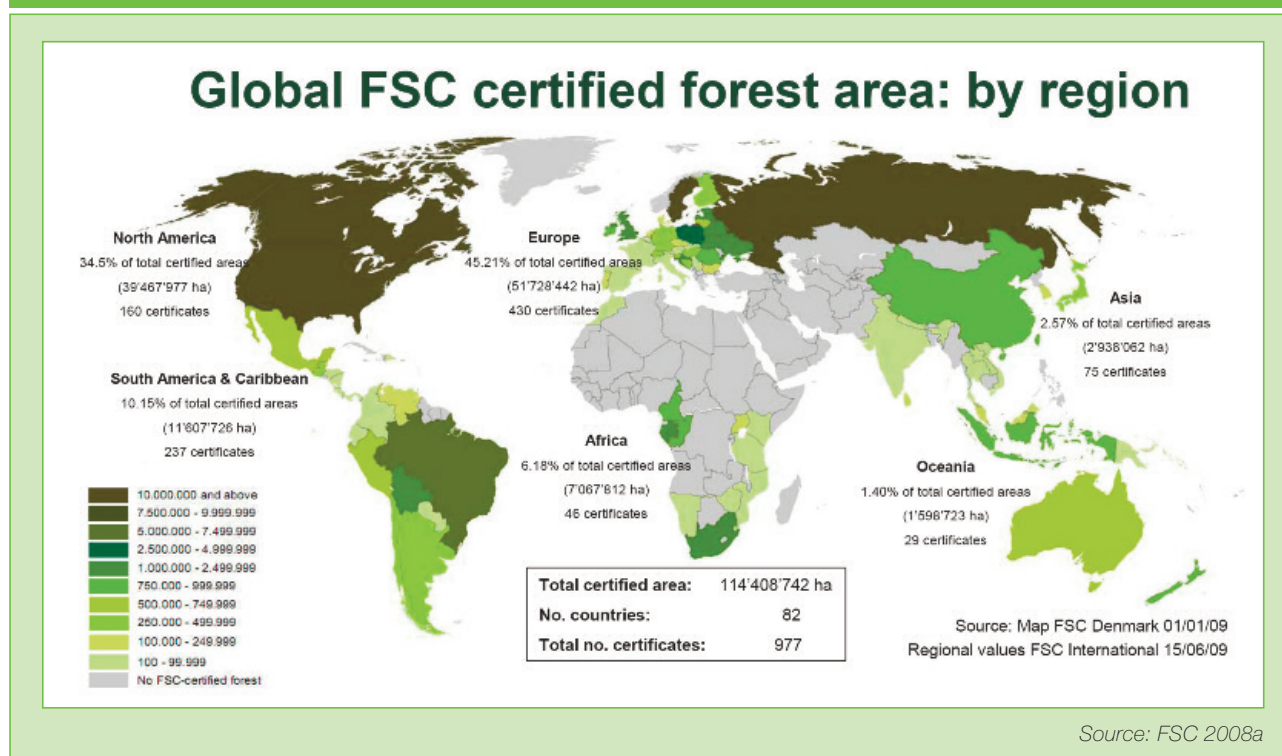 Global FSC certified forest area: by region
North America
34.5% of total certified areas
(39'467'977 ha)
160 certificates
Europe
45.21% of total certified areas
(51'728'442 ha)
430 certificates
Asia
2.57% of total certified areas
(2'938'062 ha)
75 certificates
South America & Caribbean
10.15% of total certified areas
(11'607'726 ha)
237 certificates
Africa
6.18% of total certified areas
(7'067'812 ha)
46 certificates
Oceania
1.40% of total certified areas
(1'598'723 ha)
29 certificates
10.000.000 and above
7.500.000 - 9.999.999
5.000.000 - 7.499.999
2.500.000 - 4.999.999
1.000.000 - 2.499.999
750.000 - 999.999
500.000 - 749.999
250.000 - 499.999
100.000 - 249.999
100 - 99.999
No FSC-certified forest
Total certified area: 114'408'742 ha
No. countries: 82
Total no. certificates: 977
Source: Map FSC Denmark 01/01/09
Regional values FSC International 15/06/09
Source: FSC 2008a